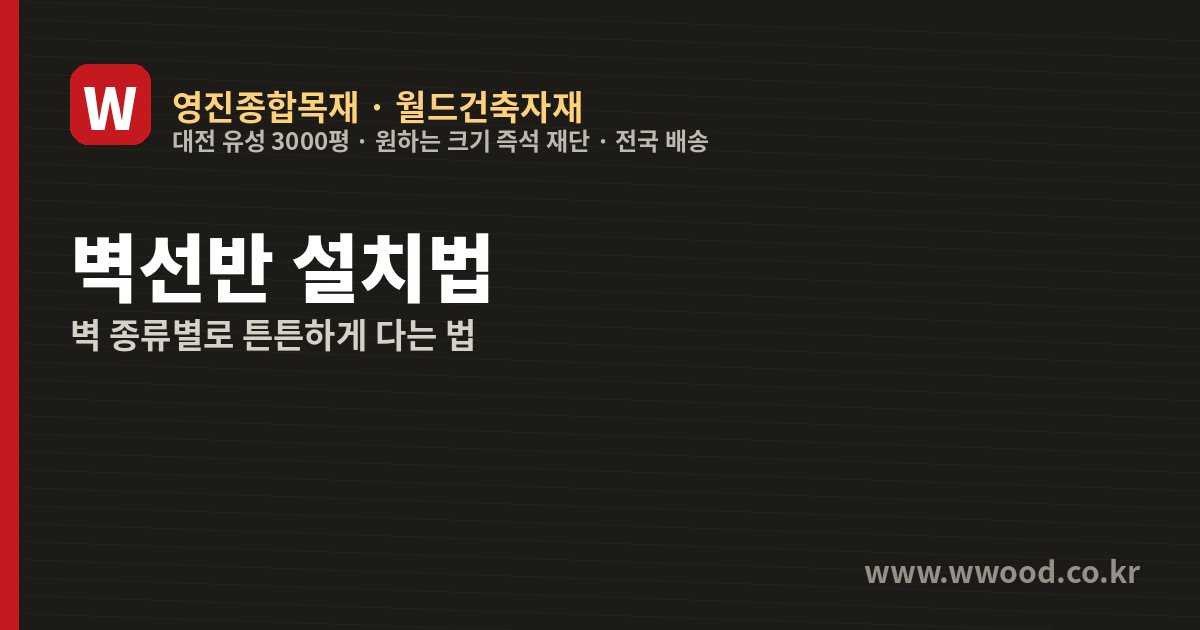 W
영진종합목재 · 월드건축자재
대전 유성 3000평 · 원하는 크기 즉석 재단 · 전국 배송
벽선반 설치법
벽 종류별로 튼튼하게 다는 법
www.wwood.co.kr